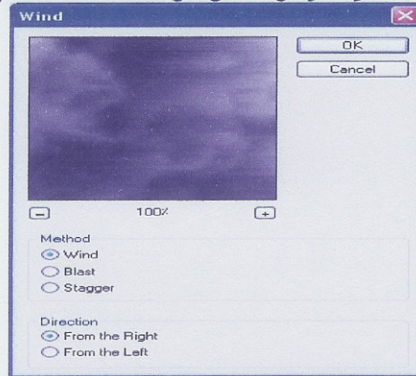 Wind
OK
Cancel
100%
Method
Wind
Blast
Stagger
Direction
From the Right
From the Left